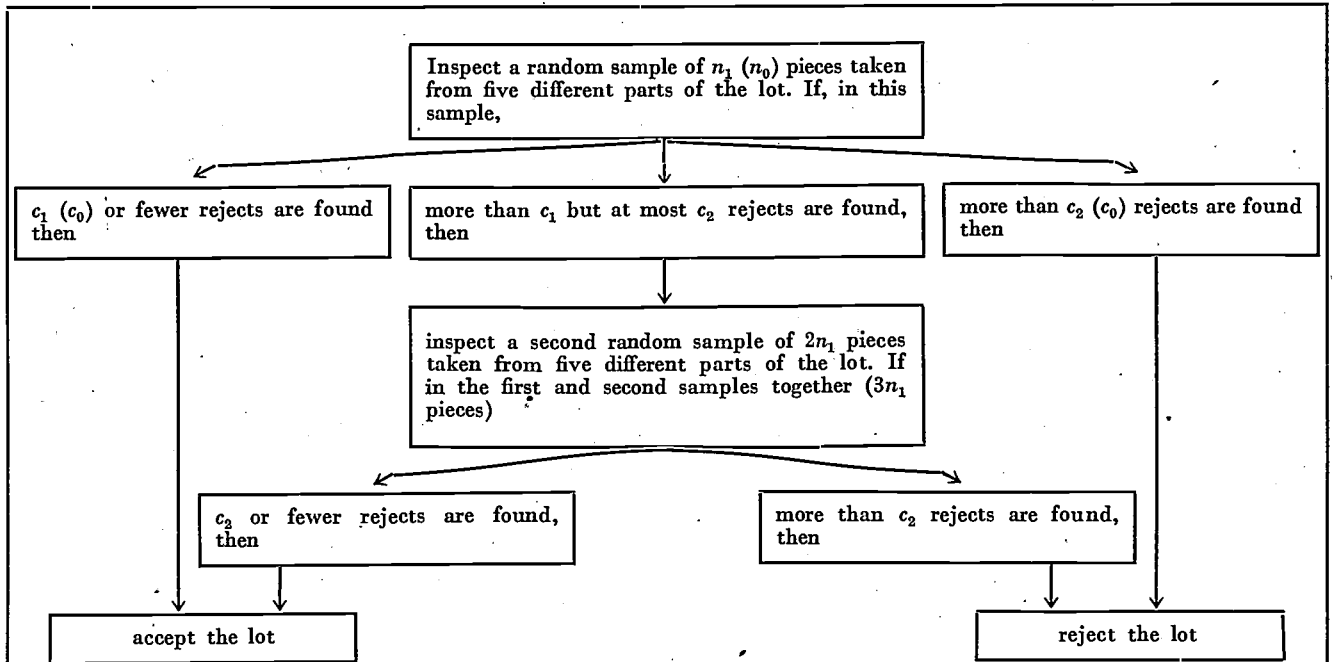 Inspect a random sample of n₁ (n₀) pieces taken
from five different parts of the lot. If, in this
sample,
c₁ (c₀) or fewer rejects are found
then
more than c₁ but at most c₂ rejects are found,
then
more than c₂ (c₀) rejects are found
then
inspect a second random sample of 2n₁ pieces
taken from five different parts of the lot. If
in the first and second samples together (3n₁
pieces)
c₂ or fewer rejects are found,
then
more than c₂ rejects are found,
then
accept the lot
reject the lot